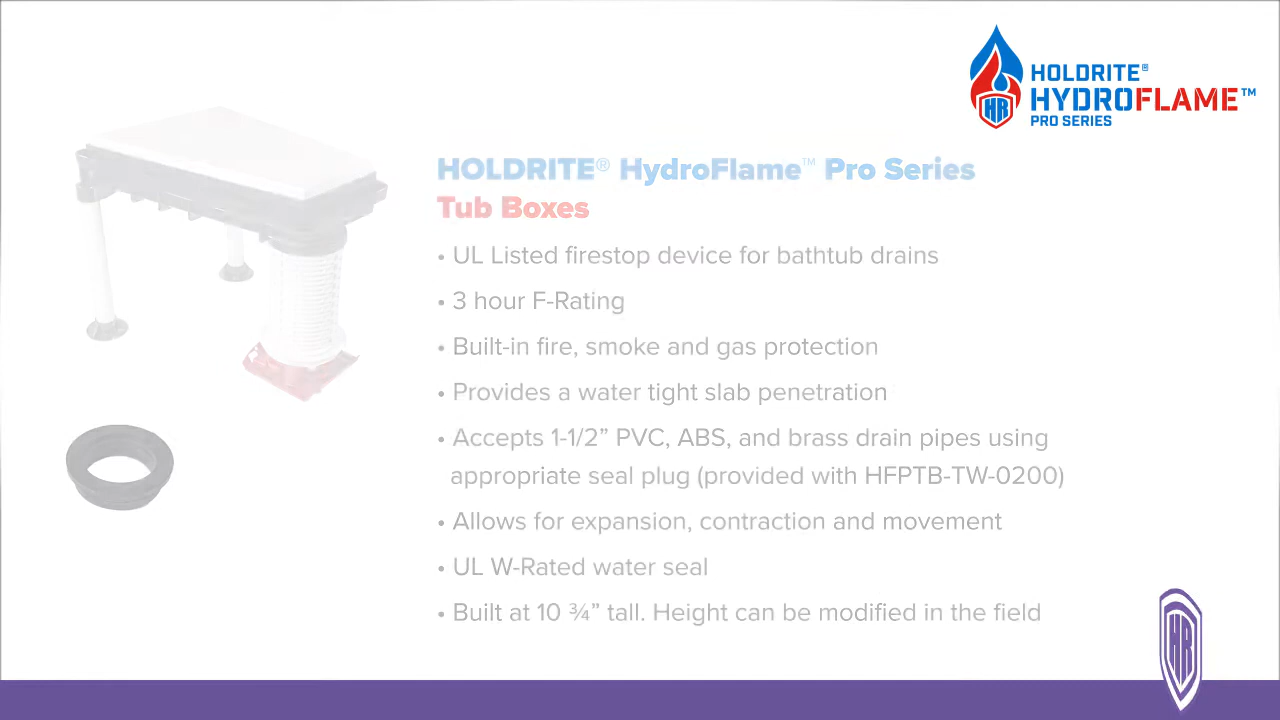 HOLDRITE®
HYDROFLAME™
PRO SERIES
HR
HOLDRITE® HydroFlame™ Pro Series
Tub Boxes
• UL Listed firestop device for bathtub drains
• 3 hour F-Rating
• Built-in fire, smoke and gas protection
• Provides a water tight slab penetration
• Accepts 1-1/2” PVC, ABS, and brass drain pipes using
appropriate seal plug (provided with HFPTB-TW-0200)
• Allows for expansion, contraction and movement
• UL W-Rated water seal
• Built at 10 ¾” tall. Height can be modified in the field
HR